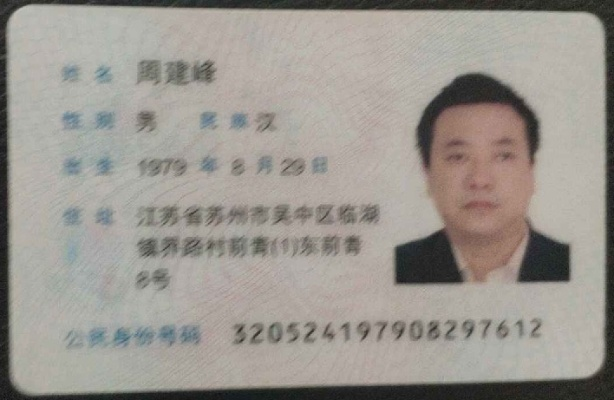 姓名 周建峰
性别 男 民族 汉
出生 1979 年 8 月 29 日
住址 江苏省苏州市吴中区临湖
镇界路村前青(1)东前青
8号
公民身份号码 320524197908297612